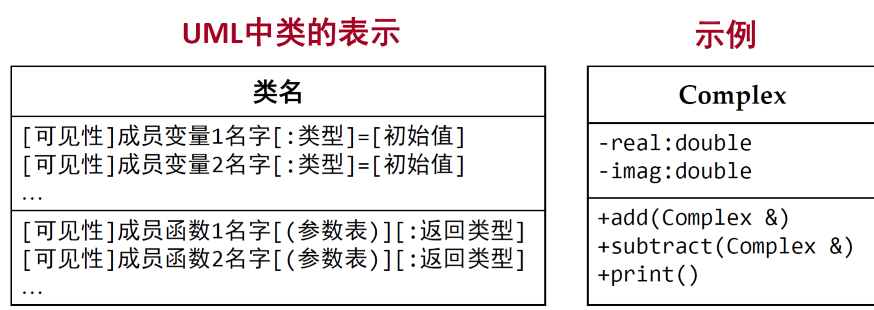 UML中类的表示
类名
[可见性]成员变量1名字[:类型]=[初始值]
[可见性]成员变量2名字[:类型]=[初始值]
...
[可见性]成员函数1名字[(参数表)][:返回类型]
[可见性]成员函数2名字[(参数表)][:返回类型]
...
示例
Complex
-real:double
-imag:double
+add(Complex &)
+subtract(Complex &)
+print()